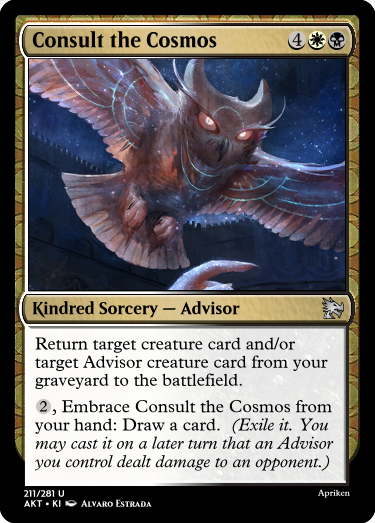 Consult the Cosmos 4
Kindred Sorcery — Advisor
Return target creature card and/or
target Advisor creature card from your
graveyard to the battlefield.
2, Embrace Consult the Cosmos from
your hand: Draw a card. (Exile it. You
may cast it on a later turn that an Advisor
you control dealt damage to an opponent.)
211/281 U
Apriken
AKT • KI Alvaro Estrada